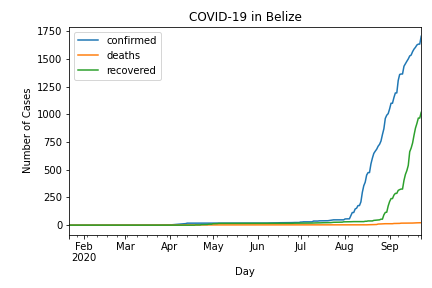 COVID-19 in Belize
1750
1500
1250
1000
750
500
250
0
Number of Cases
confirmed
deaths
recovered
Feb Mar Apr May Jun Jul Aug Sep
2020
Day